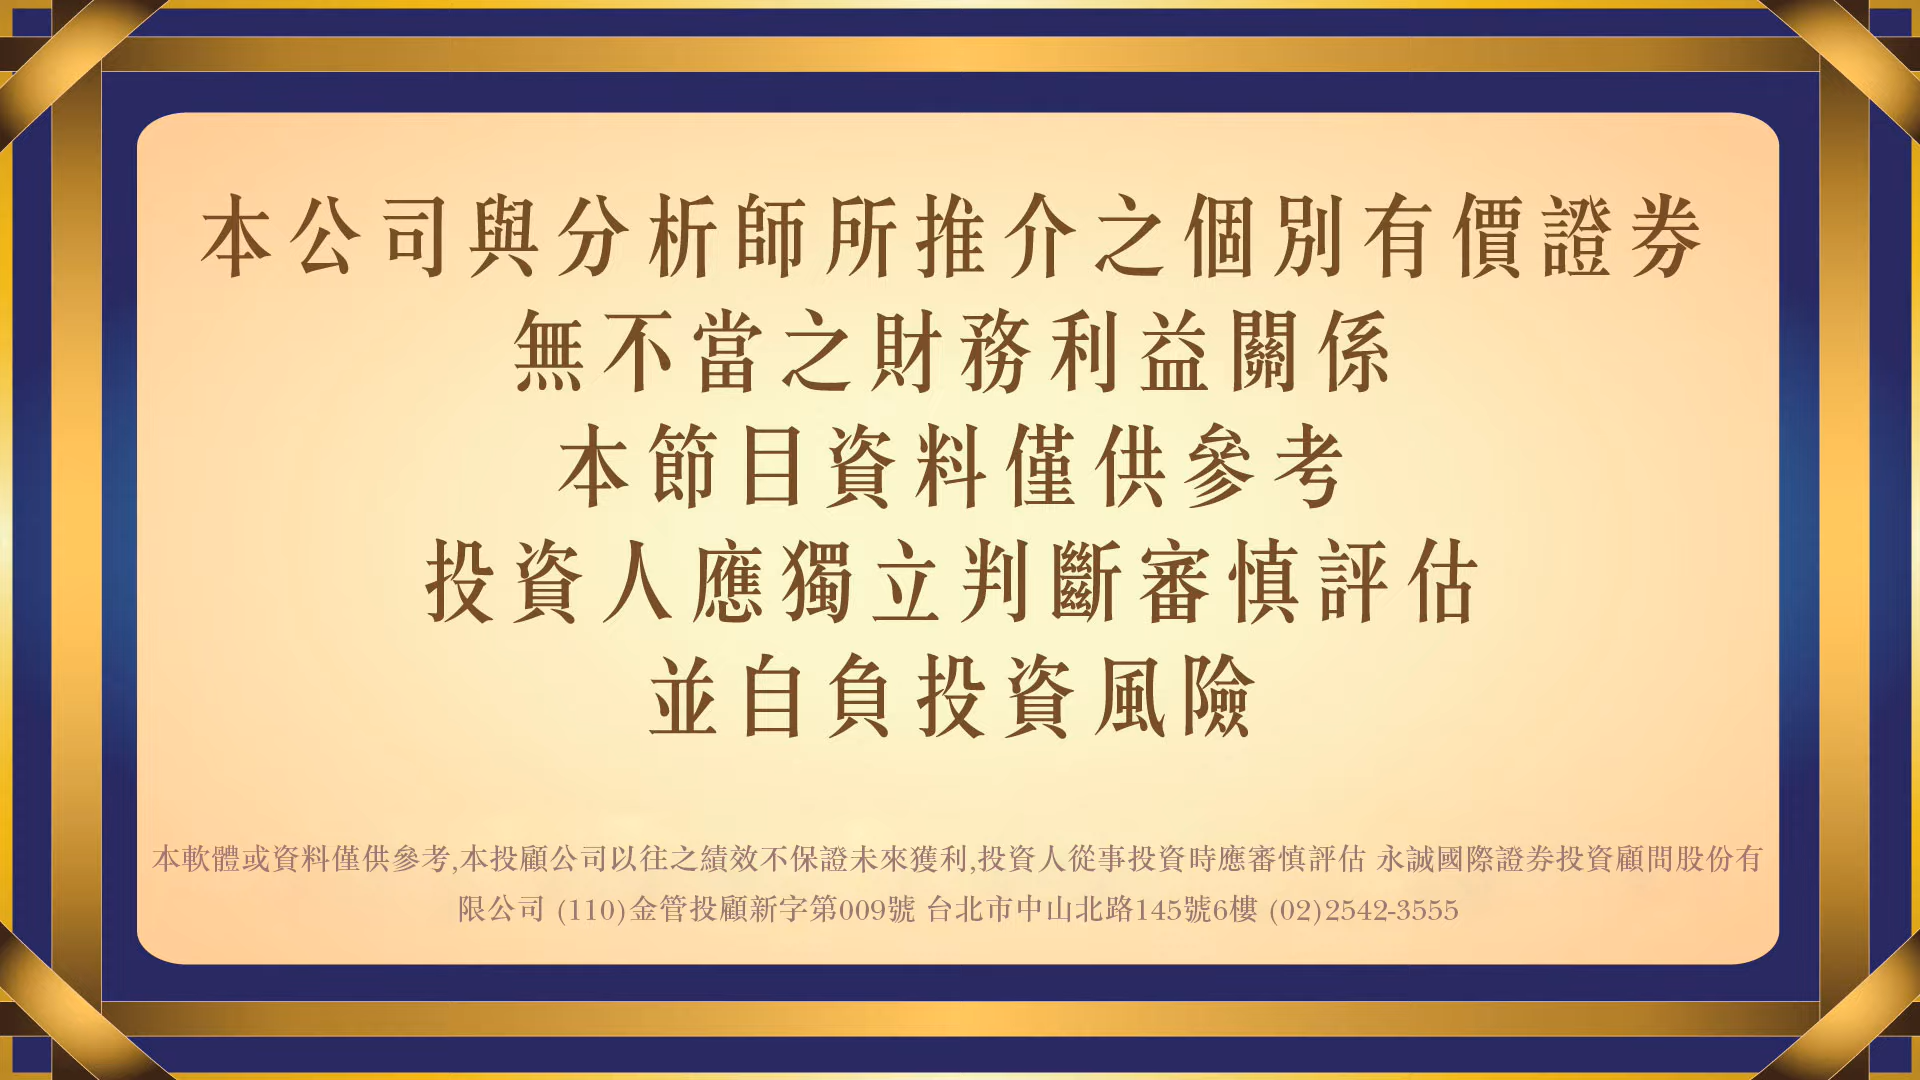 本公司與分析師所推介之個別有價證券
無不當之財務利益關係
本節目資料僅供參考
投資人應獨立判斷審慎評估
並自負投資風險
本軟體或資料僅供參考,本投顧公司以往之績效不保證未來獲利,投資人從事投資時應審慎評估 永誠國際證券投資顧問股份有
限公司 (110)金管投顧新字第009號 台北市中山北路145號6樓 (02)2542-3555